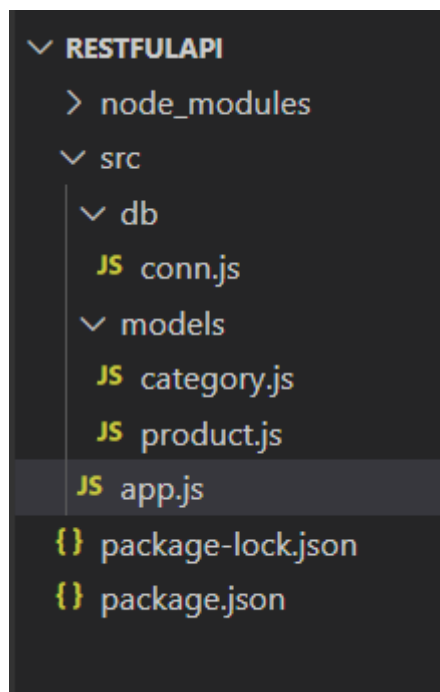 RESTFULAPI
node_modules
src
db
JS conn.js
models
JS category.js
JS product.js
JS app.js
{} package-lock.json
{} package.json